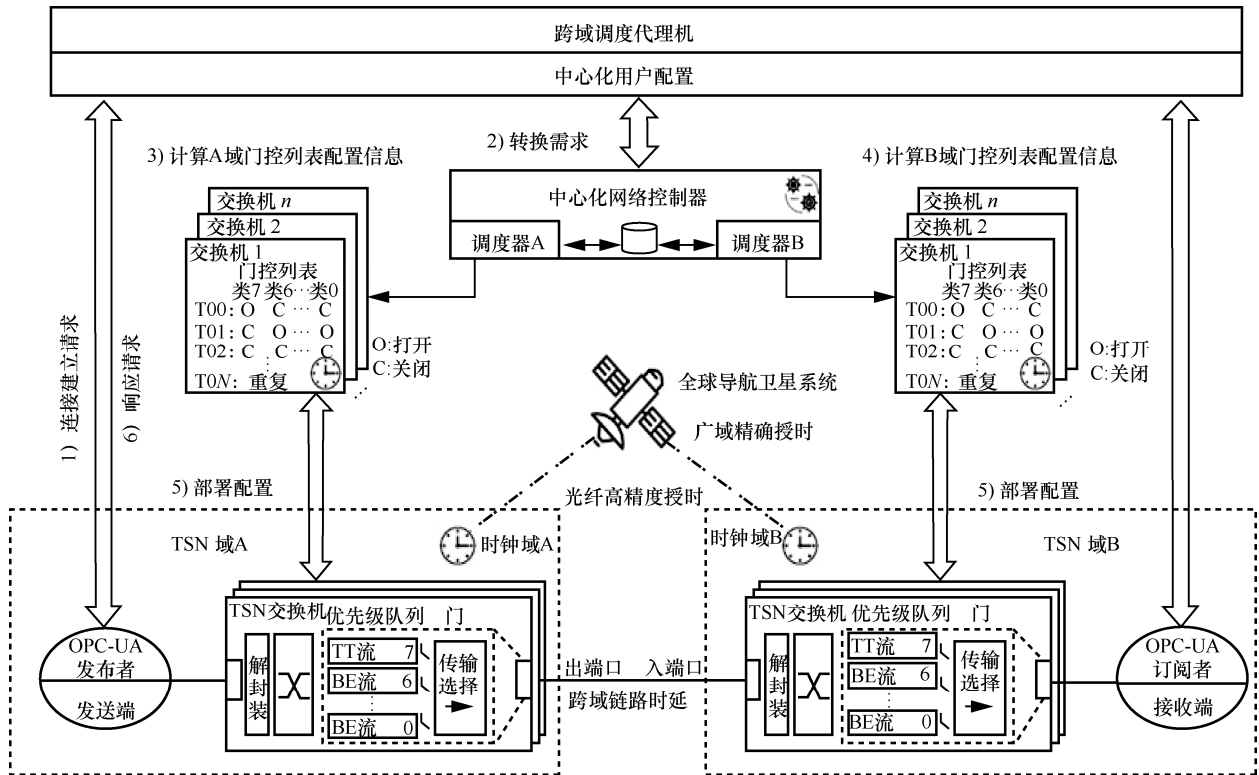 跨域调度代理机
中心化用户配置
2) 转换需求
3) 计算A域门控列表配置信息
4) 计算B域门控列表配置信息
交换机 n
交换机 2
交换机 1
门控列表
类7 类6…类0
T00: O C … C
T01: C O … O
T02: C C … C
⋮
T0N: 重复
O:打开
C:关闭
⋯
中心化网络控制器
调度器A
调度器B
交换机 n
交换机 2
交换机 1
门控列表
类7 类6…类0
T00: O C … C
T01: C O … O
T02: C C … C
⋮
T0N: 重复
O:打开
C:关闭
⋯
1) 连接建立请求
6) 响应请求
全球导航卫星系统
广域精确授时
光纤高精度授时
5) 部署配置
5) 部署配置
TSN 域A
时钟域A
时钟域B
TSN 域B
OPC-UA
发布者
发送端
TSN交换机
优先级队列
门
解封装
TT流 7
BE流 6
⋮
BE流 0
传输
选择
出端口
入端口
跨域链路时延
TSN交换机
优先级队列
门
解封装
TT流 7
BE流 6
⋮
BE流 0
传输
选择
OPC-UA
订阅者
接收端